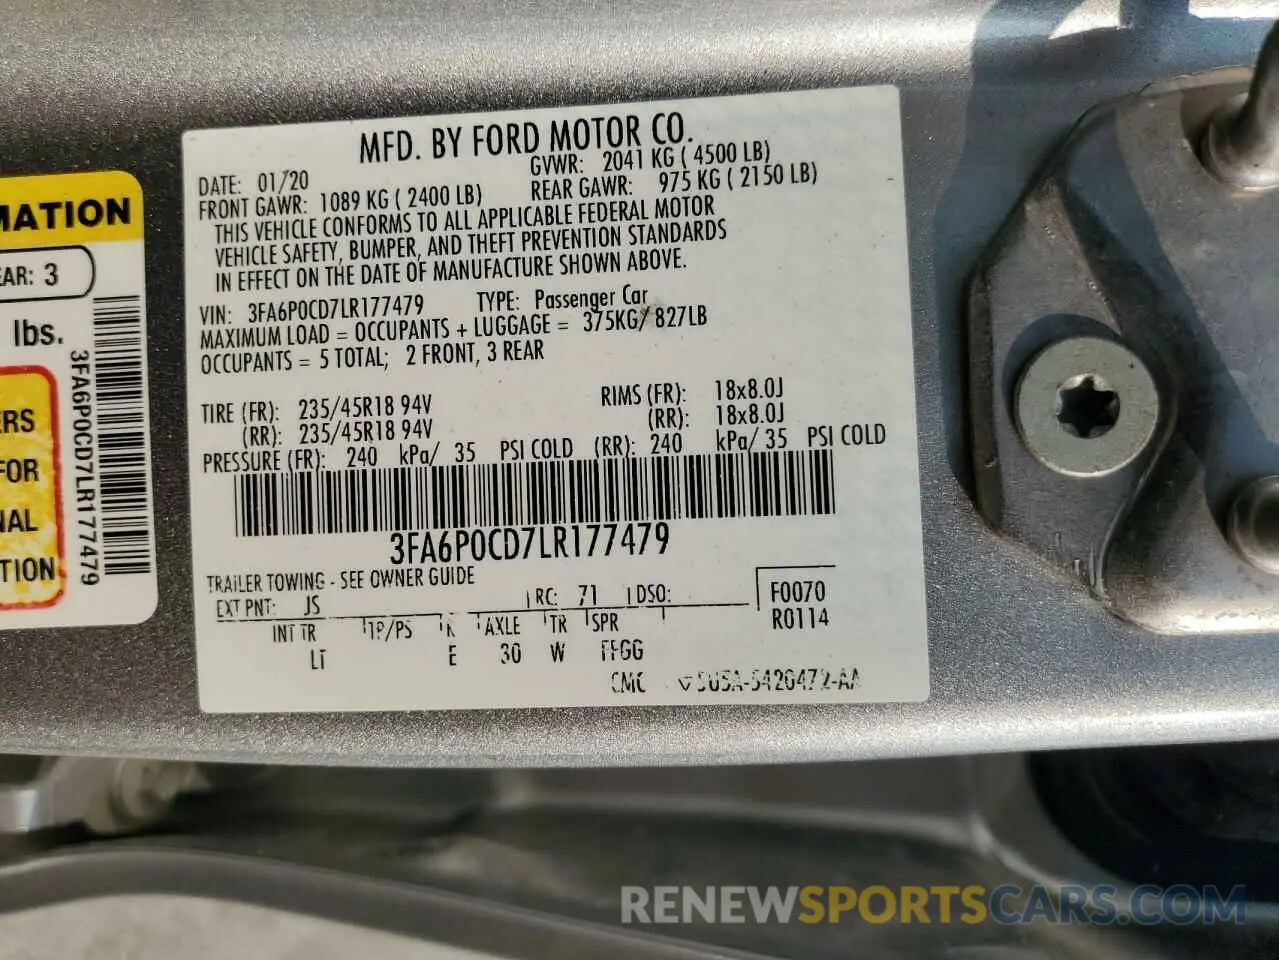 MFD. BY FORD MOTOR CO.
DATE: 01/20
GVWR: 2041 KG ( 4500 LB)
FRONT GAWR: 1089 KG ( 2400 LB)
REAR GAWR: 975 KG ( 2150 LB)
THIS VEHICLE CONFORMS TO ALL APPLICABLE FEDERAL MOTOR
VEHICLE SAFETY, BUMPER, AND THEFT PREVENTION STANDARDS
IN EFFECT ON THE DATE OF MANUFACTURE SHOWN ABOVE.
VIN: 3FA6P0CD7LR177479 TYPE: Passenger Car
MAXIMUM LOAD = OCCUPANTS + LUGGAGE = 375KG/ 827LB
OCCUPANTS = 5 TOTAL; 2 FRONT, 3 REAR
TIRE (FR): 235/45R18 94V RIMS (FR): 18x8.0J
(RR): 235/45R18 94V (RR): 18x8.0J
PRESSURE (FR): 240 kPa/ 35 PSI COLD (RR): 240 kPa/ 35 PSI COLD
3FA6P0CD7LR177479
TRAILER TOWING - SEE OWNER GUIDE
EXT PNT: JS RC: 71 DSO: F0070
R0114
INT TR TP/PS AXLE TR SPR
E 30 W
MATION
EAR: 3
lbs.
3FA6P0CD7LR177479
ERS
FOR
NAL
TION
RENEWSPORTSCARS.COM